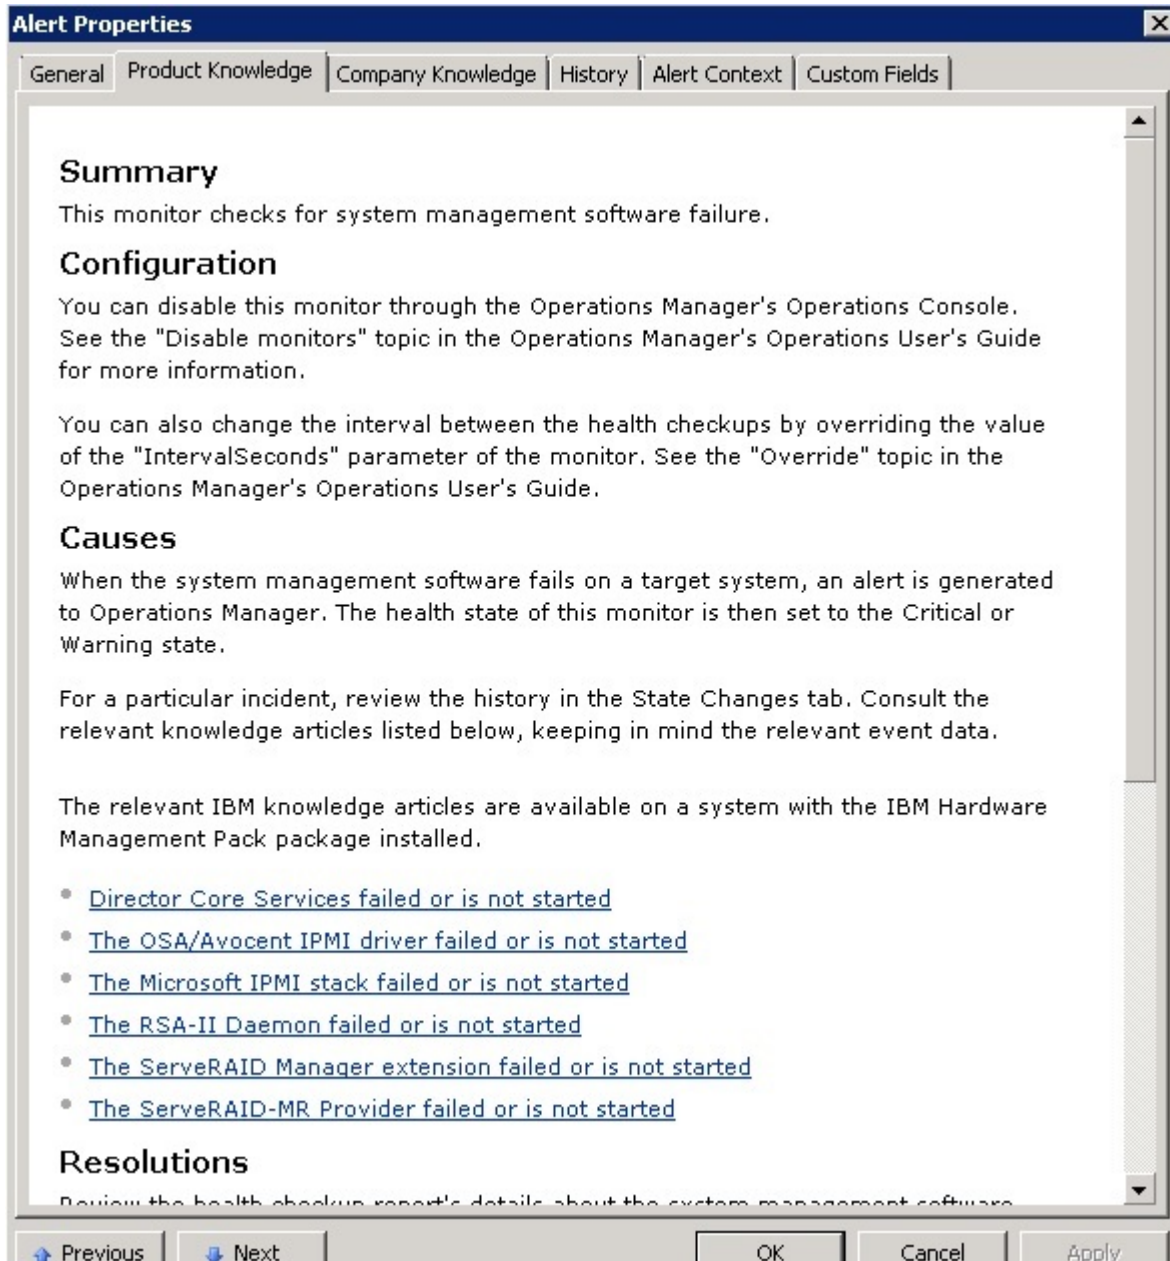 Alert Properties
General Product Knowledge Company Knowledge History Alert Context Custom Fields
Summary
This monitor checks for system management software failure.
Configuration
You can disable this monitor through the Operations Manager's Operations Console.
See the "Disable monitors" topic in the Operations Manager's Operations User's Guide
for more information.
You can also change the interval between the health checkups by overriding the value
of the "IntervalSeconds" parameter of the monitor. See the "Override" topic in the
Operations Manager's Operations User's Guide.
Causes
When the system management software fails on a target system, an alert is generated
to Operations Manager. The health state of this monitor is then set to the Critical or
Warning state.
For a particular incident, review the history in the State Changes tab. Consult the
relevant knowledge articles listed below, keeping in mind the relevant event data.
The relevant IBM knowledge articles are available on a system with the IBM Hardware
Management Pack package installed.
Director Core Services failed or is not started
The OSA/Avocent IPMI driver failed or is not started
The Microsoft IPMI stack failed or is not started
The RSA-II Daemon failed or is not started
The ServeRAID Manager extension failed or is not started
The ServeRAID-MR Provider failed or is not started
Resolutions
Review the health checkup report's details about the system management software
Previous Next OK Cancel Apply